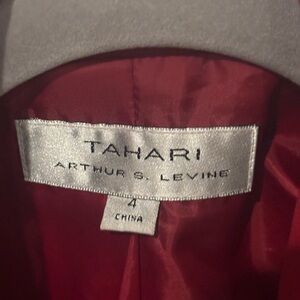 TAHARI
ARTHUR S. LEVINE
4
CHINA